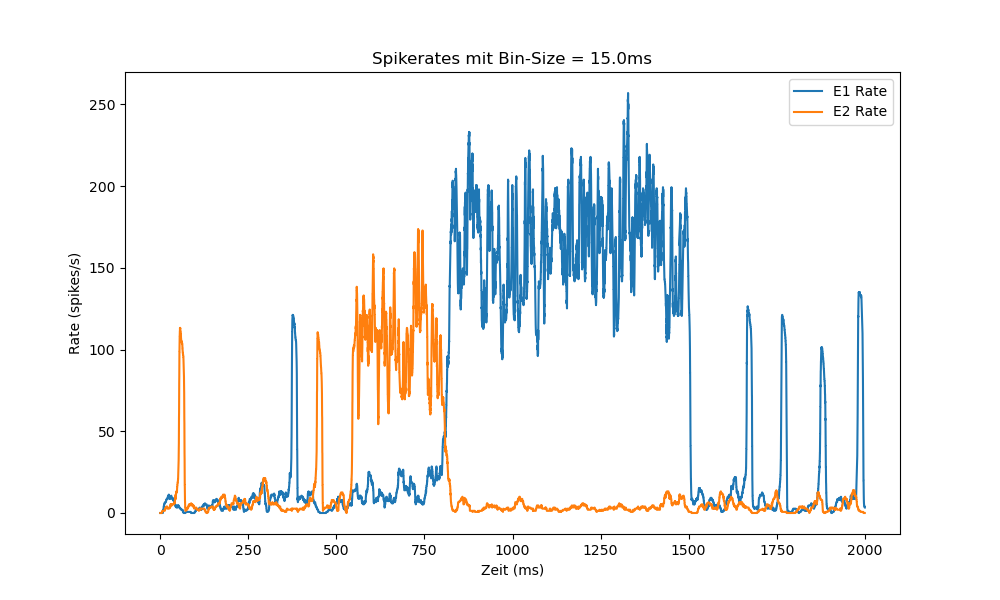 Spikerates mit Bin-Size = 15.0ms
E1 Rate
E2 Rate
250
200
150
100
50
0
Rate (spikes/s)
0 250 500 750 1000 1250 1500 1750 2000
Zeit (ms)